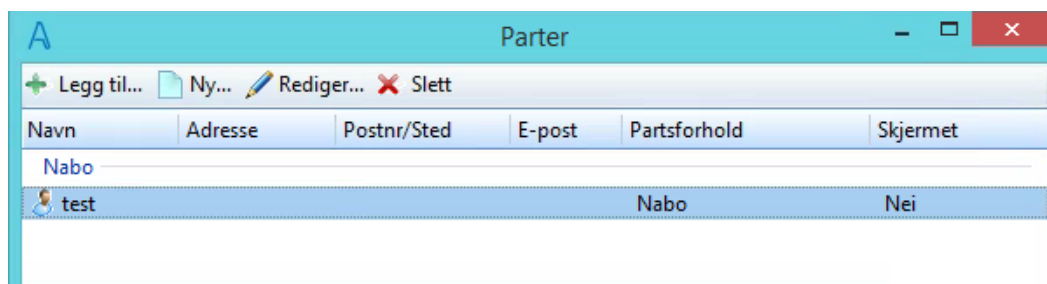 Parter
Legg til... Ny... Rediger... Slett
Navn Adresse Postnr/Sted E-post Partsforhold Skjermet
Nabo
test Nabo Nei